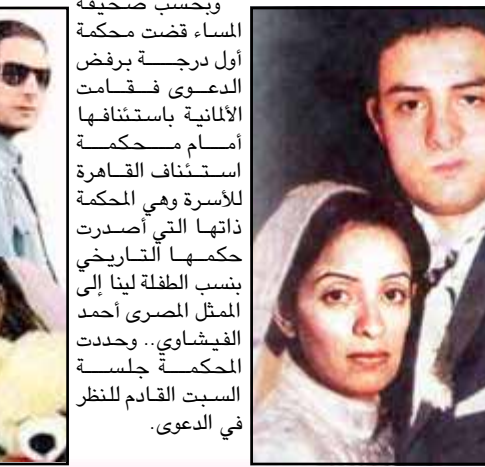 وبحسب صحيفة
المساء قضت محكمة
أول درجة برفض
الدعوى فقامت
الألمانية باستئنافها
أمام محكمة
استئناف القاهرة
للأسرة وهي المحكمة
ذاتها التي أصدرت
حكمها التاريخي
بنسب الطفلة لينا إلى
الممثل المصرى أحمد
الفيشاوي.. وحددت
المحكمة جلسة
السبت القادم للنظر
في الدعوى.